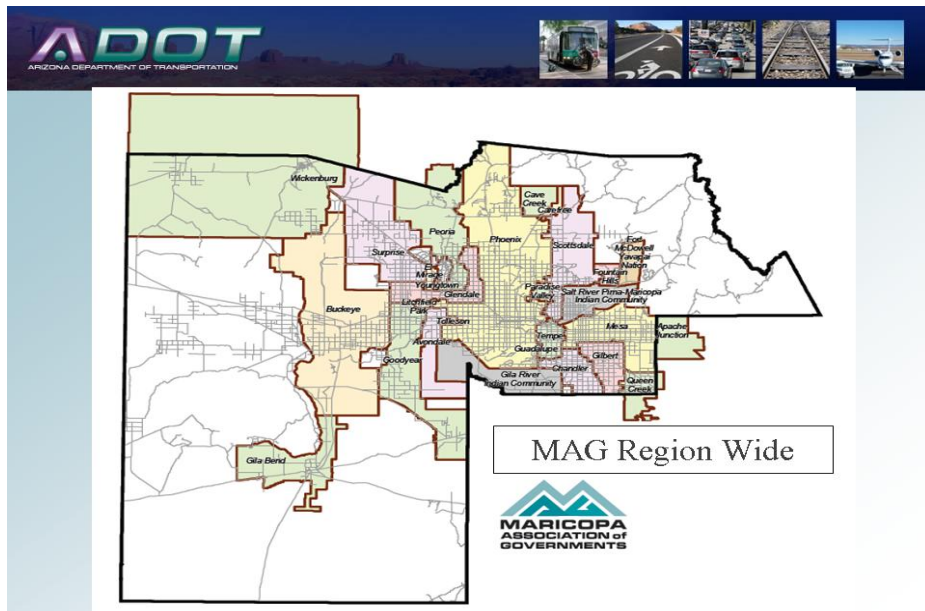 ADOT
ARIZONA DEPARTMENT OF TRANSPORTATION
Wickenburg
Cave
Creek
Carefree
Peoria
Phoenix
Scottsdale
Fort
McDowell
Yavapai
Nation
Surprise
El
Mirage
Youngtown
Fountain
Hills
Glendale
Paradise
Valley
Salt River Pima-Maricopa
Indian Community
Buckeye
Litchfield
Park
Tolleson
Mesa
Apache
Junction
Avondale
Tempe
Goodyear
Guadalupe
Gilbert
Chandler
Gila River
Indian Community
Queen
Creek
Gila Bend
MAG Region Wide
MARICOPA
ASSOCIATION of
GOVERNMENTS